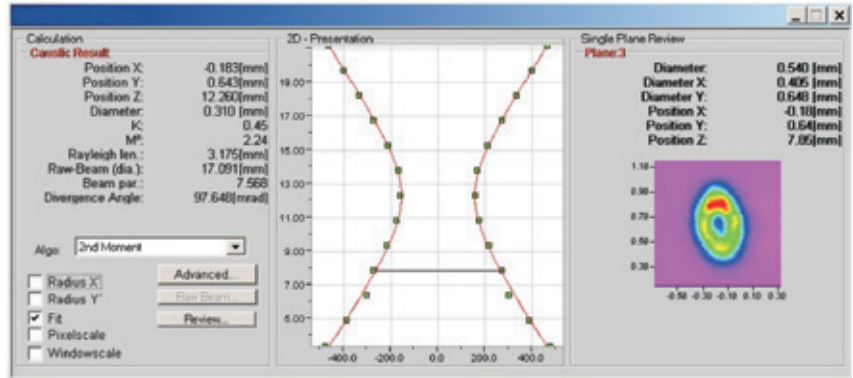 Calculation
Caustic Result:
Position X: -0.183[mm]
Position Y: 0.643[mm]
Position Z: 12.260[mm]
Diameter: 0.310 [mm]
K: 0.45
M²: 2.24
Rayleigh len.: 3.175[mm]
Raw-Beam (dia.): 17.091[mm]
Beam par.: 7.568
Divergence Angle: 97.648[mrad]
Algo: 2nd Moment
Radius X'
Radius Y'
Fit
Pixelscale
Windowscale
Advanced...
Raw Beam...
Review...
2D - Presentation
19.00
17.00
15.00
13.00
11.00
9.00
7.00
5.00
-400.0 -200.0 0.0 200.0 400.0
Single Plane Review
Plane:3
Diameter: 0.540 [mm]
Diameter X: 0.405 [mm]
Diameter Y: 0.648 [mm]
Position X: -0.18[mm]
Position Y: 0.64[mm]
Position Z: 7.85[mm]
1.10
0.90
0.70
0.50
0.30
-0.50 -0.30 -0.10 0.10 0.30